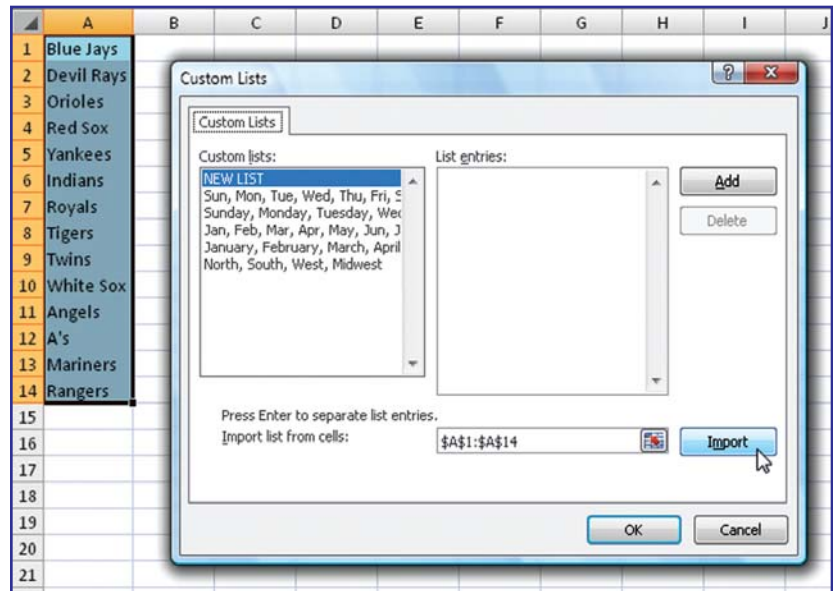 A B C D E F G H I J
1 Blue Jays
2 Devil Rays
3 Orioles
4 Red Sox
5 Yankees
6 Indians
7 Royals
8 Tigers
9 Twins
10 White Sox
11 Angels
12 A's
13 Mariners
14 Rangers
15
16
17
18
19
20
21
Custom Lists
?
Custom Lists
Custom lists:
NEW LIST
Sun, Mon, Tue, Wed, Thu, Fri, S
Sunday, Monday, Tuesday, Wed
Jan, Feb, Mar, Apr, May, Jun, J
January, February, March, April
North, South, West, Midwest
List entries:
Add
Delete
Press Enter to separate list entries.
Import list from cells:
$A$1:$A$14
Import
OK
Cancel